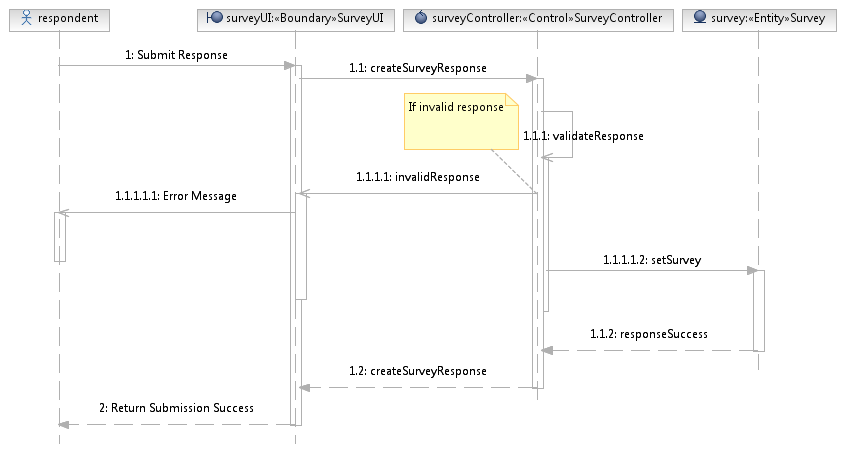 respondent
surveyUI:«Boundary»SurveyUI
surveyController:«Control»SurveyController
survey:«Entity»Survey
1: Submit Response
1.1: createSurveyResponse
If invalid response
1.1.1: validateResponse
1.1.1.1: invalidResponse
1.1.1.1.1: Error Message
1.1.1.1.2: setSurvey
1.1.2: responseSuccess
1.2: createSurveyResponse
2: Return Submission Success